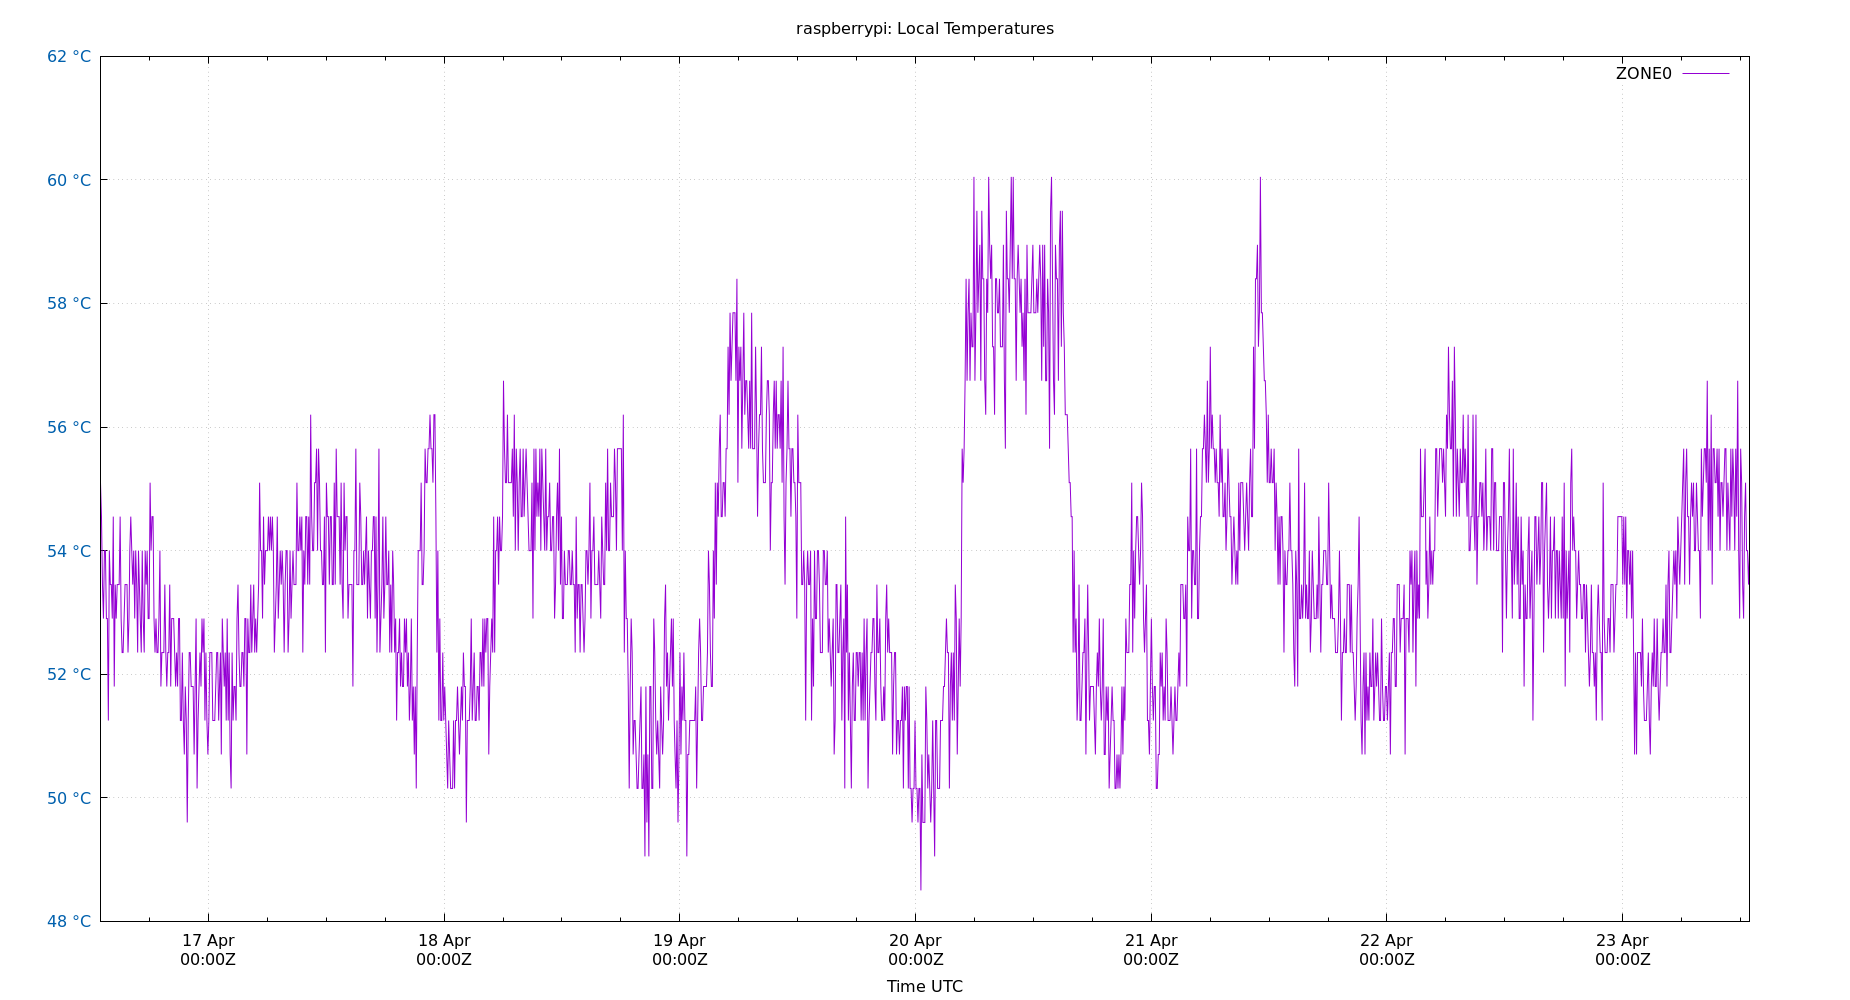 raspberrypi: Local Temperatures
62 °C
ZONE0
60 °C
58 °C
56 °C
54 °C
52 °C
50 °C
48 °C
17 Apr 18 Apr 19 Apr 20 Apr 21 Apr 22 Apr 23 Apr
00:00Z 00:00Z 00:00Z 00:00Z 00:00Z 00:00Z 00:00Z
Time UTC